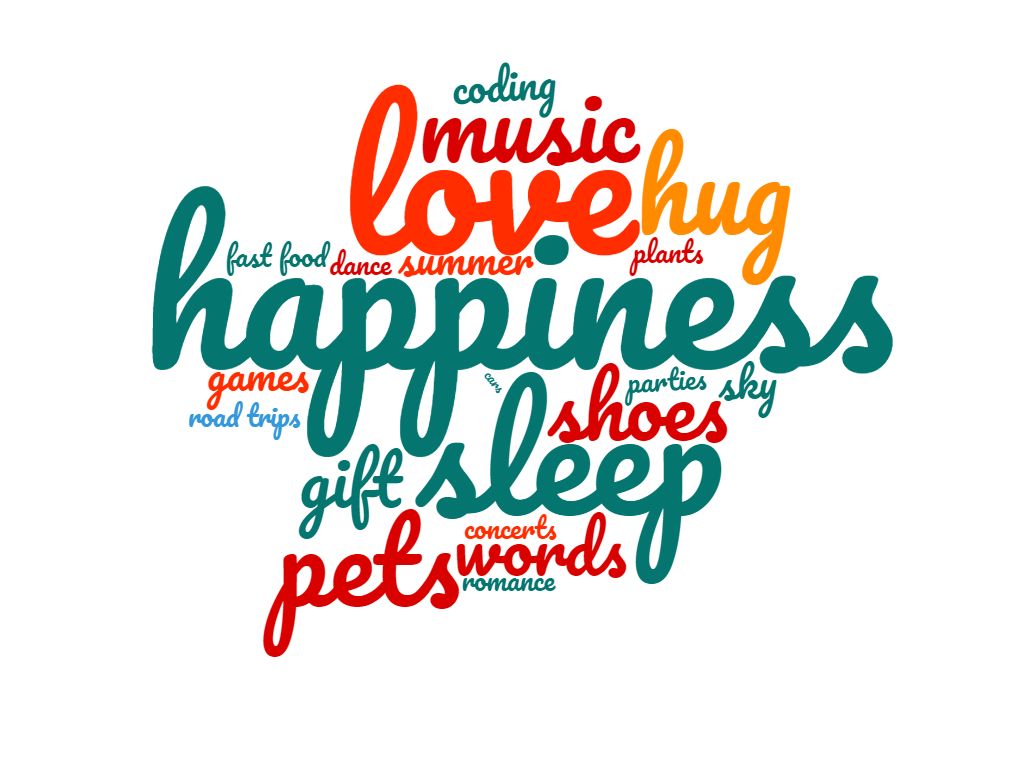 coding
music
love
hug
fast food
dance
summer
plants
happiness
games
cars
parties
sky
road trips
shoes
gift
sleep
concerts
pets
words
romance